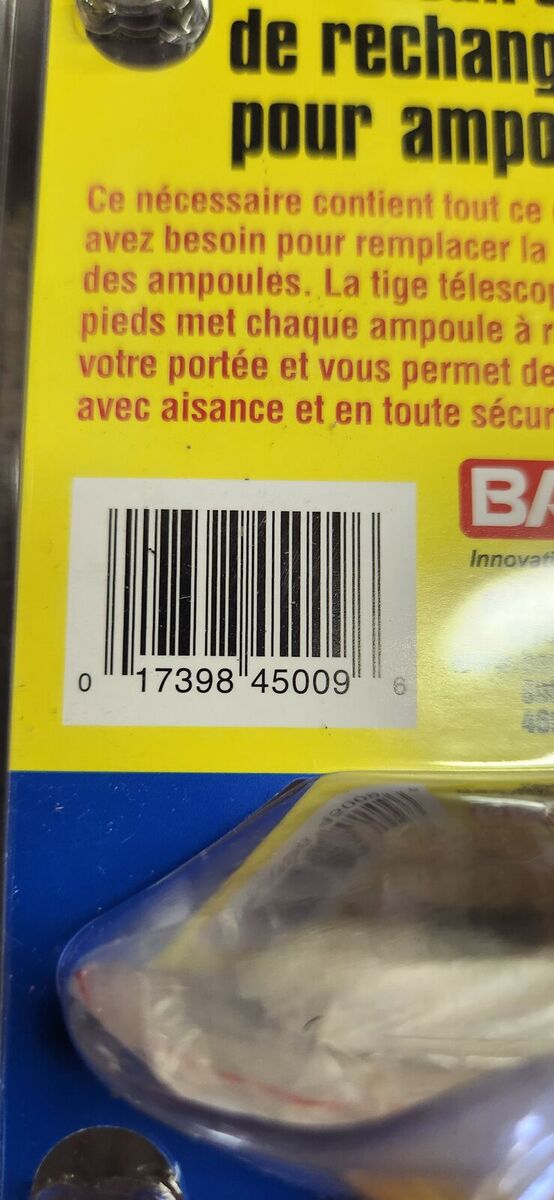 de rechang
pour ampo
Ce nécessaire contient tout ce
avez besoin pour remplacer la
des ampoules. La tige télescop
pieds met chaque ampoule à r
votre portée et vous permet de
avec aisance et en toute sécur
BA
Innovati
0 17398 45009 6